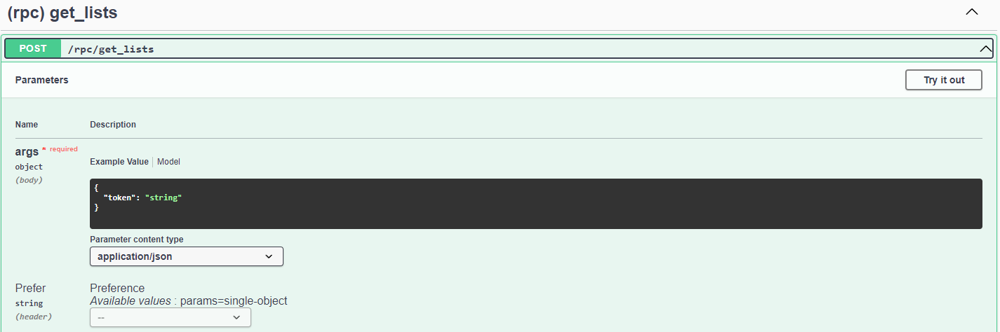 (rpc) get_lists
POST /rpc/get_lists
Parameters
Try it out
Name Description
args * required
object
(body)
Example Value Model
{
"token": "string"
}
Parameter content type
application/json
Prefer
string
(header)
Preference
Available values : params=single-object
--